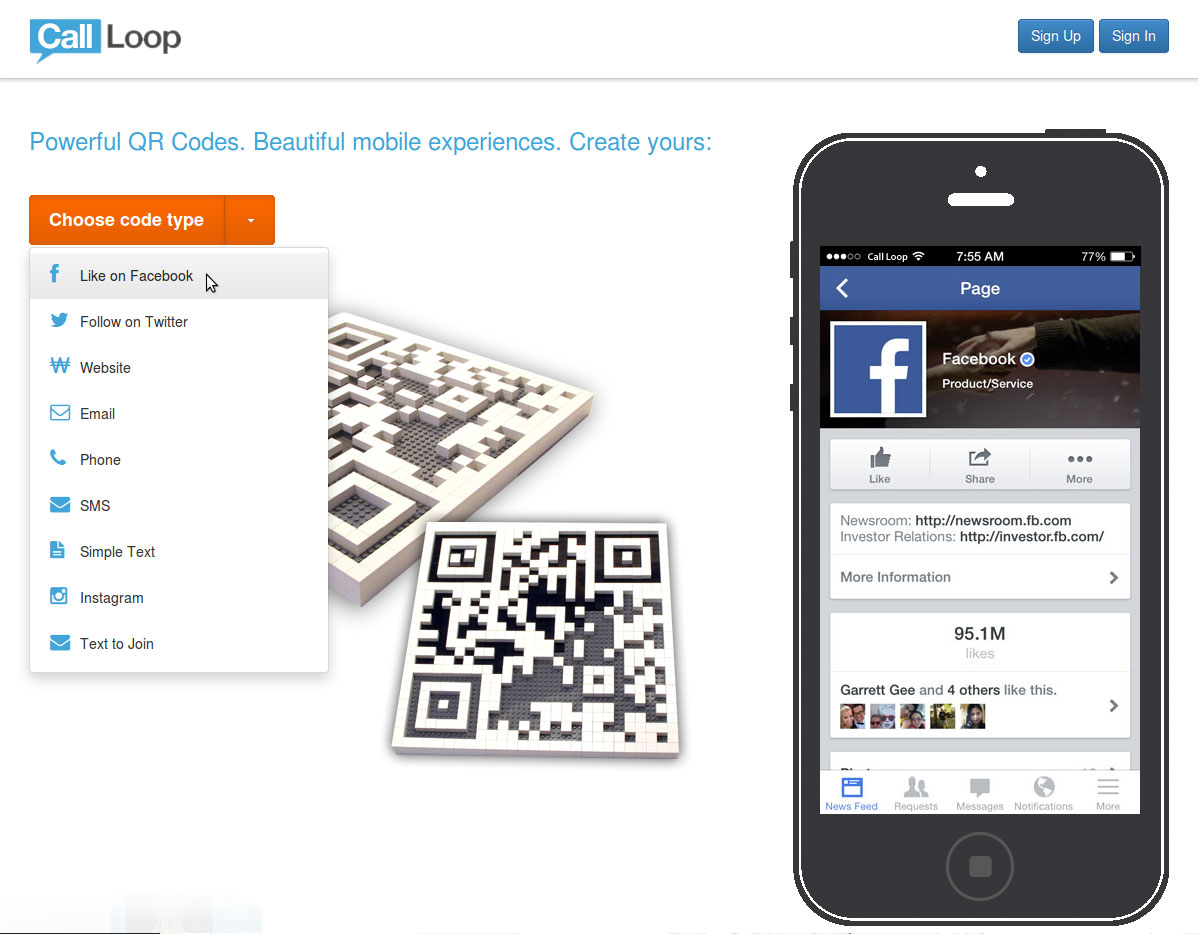 Call Loop
Sign Up
Sign In
Powerful QR Codes. Beautiful mobile experiences. Create yours:
Choose code type
Like on Facebook
Follow on Twitter
Website
Email
Phone
SMS
Simple Text
Instagram
Text to Join
Call Loop
7:55 AM
77%
Page
f
Facebook
Product/Service
Like
Share
More
Newsroom: http://newsroom.fb.com
Investor Relations: http://investor.fb.com/
More Information
95.1M
likes
Garrett Gee and 4 others like this.
News Feed
Requests
Messages
Notifications
More